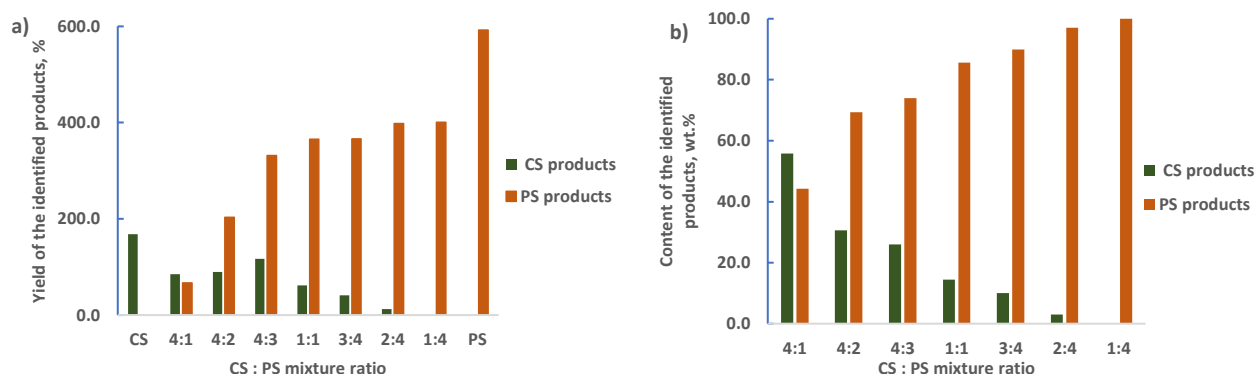 a)
Yield of the identified products, %
600.0
400.0
200.0
0.0
CS 4:1 4:2 4:3 1:1 3:4 2:4 1:4 PS
CS : PS mixture ratio
CS products
PS products
b)
Content of the identified
products, wt.%
100.0
80.0
60.0
40.0
20.0
0.0
4:1 4:2 4:3 1:1 3:4 2:4 1:4
CS : PS mixture ratio
CS products
PS products